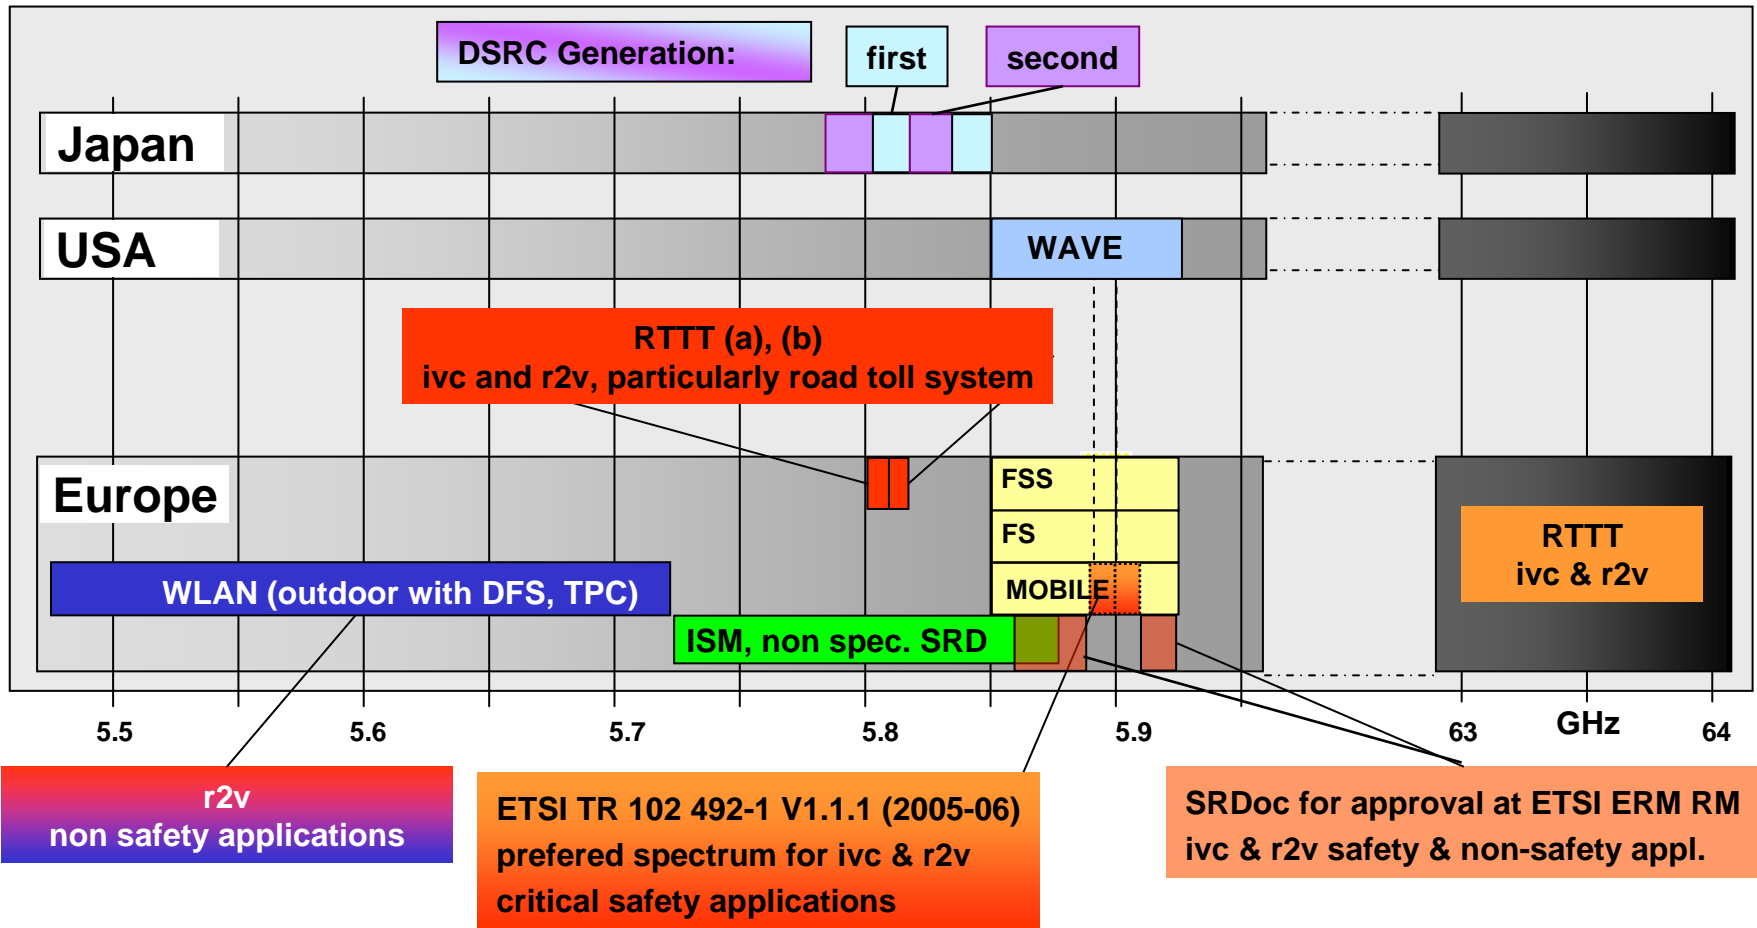 DSRC Generation:
first
second
Japan
USA
WAVE
RTTT (a), (b)
ivc and r2v, particularly road toll system
Europe
FSS
FS
MOBILE
RTTT
ivc & r2v
WLAN (outdoor with DFS, TPC)
ISM, non spec. SRD
5.5
5.6
5.7
5.8
5.9
63
GHz
64
r2v
non safety applications
ETSI TR 102 492-1 V1.1.1 (2005-06)
prefered spectrum for ivc & r2v
critical safety applications
SRDoc for approval at ETSI ERM RM
ivc & r2v safety & non-safety appl.